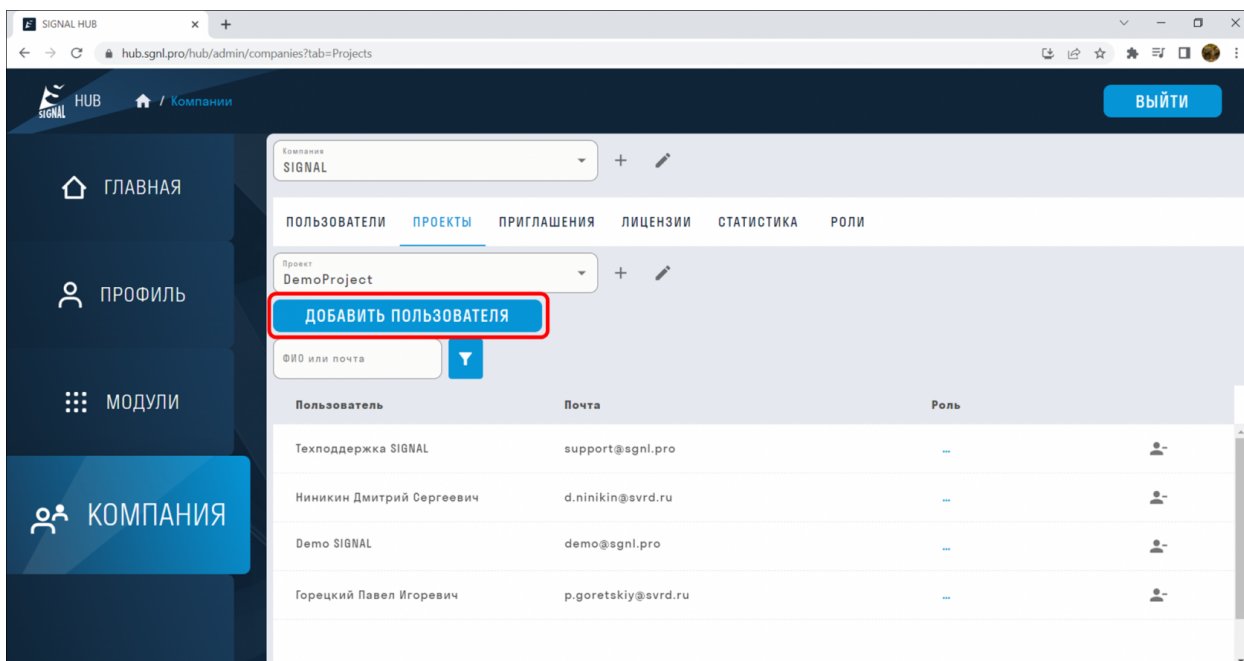 SIGNAL HUB
hub.sgnl.pro/hub/admin/companies?tab=Projects
SIGNAL HUB / Компании
ВЫЙТИ
ГЛАВНАЯ
ПРОФИЛЬ
МОДУЛИ
КОМПАНИЯ
Компания
SIGNAL
ПОЛЬЗОВАТЕЛИ ПРОЕКТЫ ПРИГЛАШЕНИЯ ЛИЦЕНЗИИ СТАТИСТИКА РОЛИ
Проект
DemoProject
ДОБАВИТЬ ПОЛЬЗОВАТЕЛЯ
ФИО или почта
Пользователь Почта Роль
Техподдержка SIGNAL support@sgnl.pro ...
Ниникин Дмитрий Сергеевич d.ninikin@svrd.ru ...
Demo SIGNAL demo@sgnl.pro ...
Горецкий Павел Игоревич p.goretskiy@svrd.ru ...